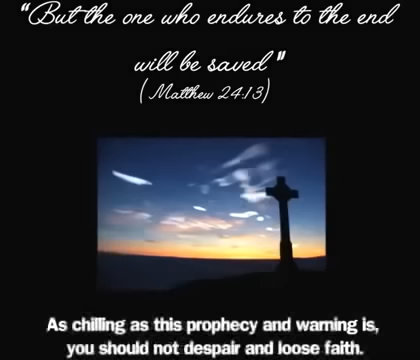 "But the one who endures to the end
will be saved"
(Matthew 24:13)
As chilling as this prophecy and warning is,
you should not despair and loose faith.